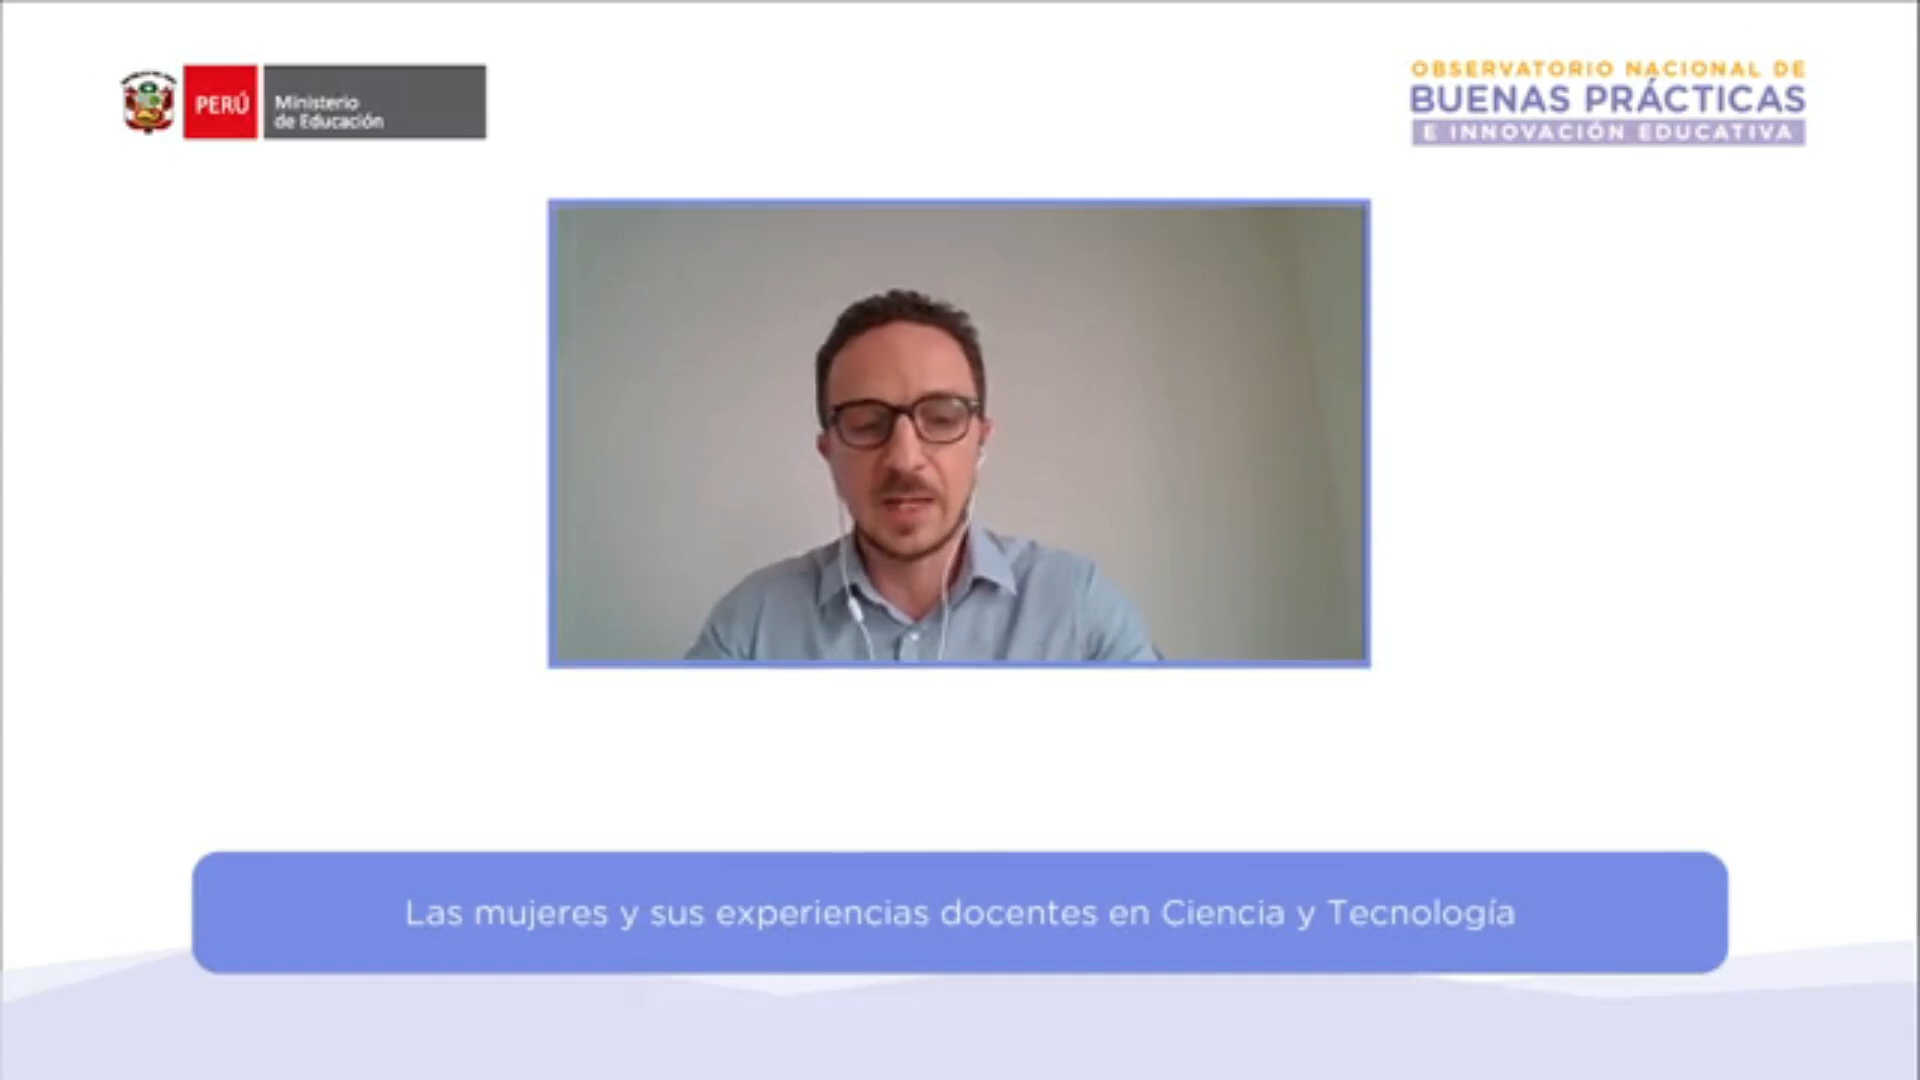 PERÚ
Ministerio
de Educación
OBSERVATORIO NACIONAL DE
BUENAS PRÁCTICAS
E INNOVACIÓN EDUCATIVA
Las mujeres y sus experiencias docentes en Ciencia y Tecnología